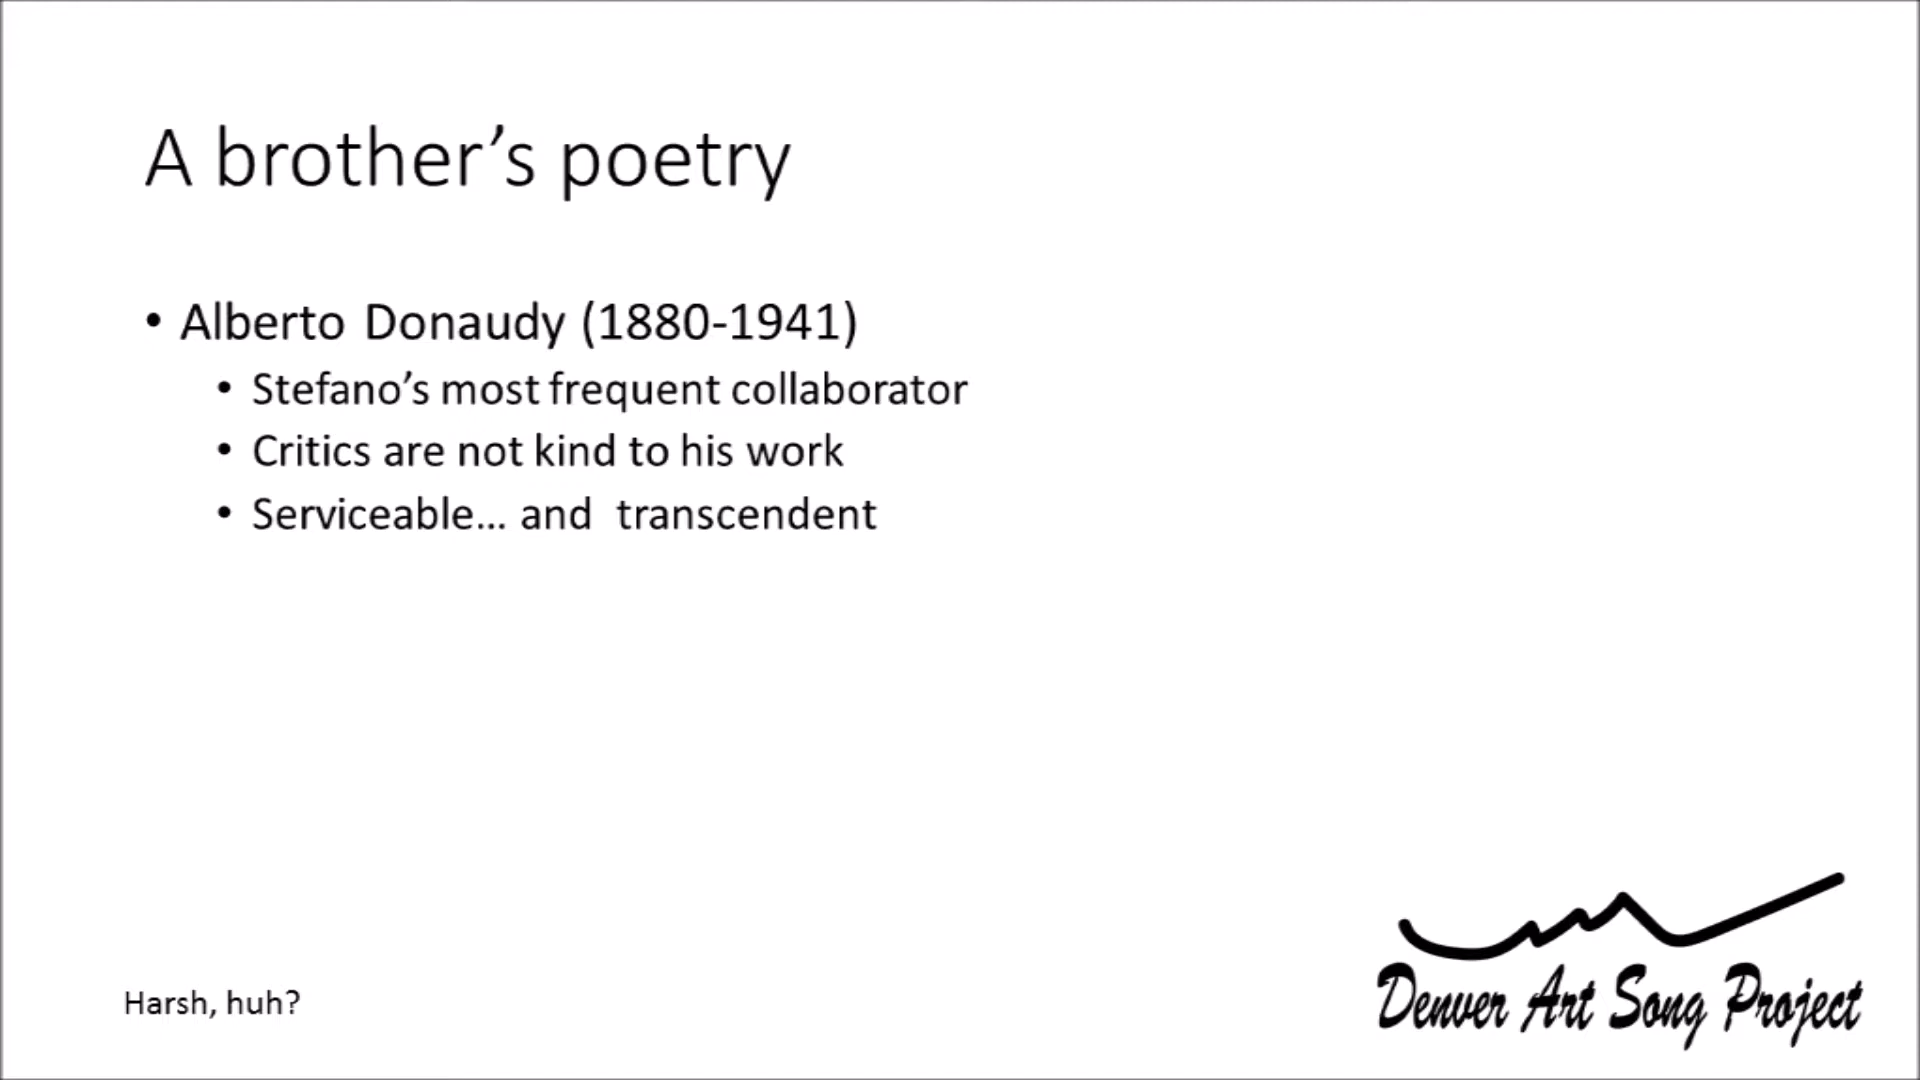 A brother’s poetry
• Alberto Donaudy (1880-1941)
• Stefano’s most frequent collaborator
• Critics are not kind to his work
• Serviceable… and  transcendent
Harsh, huh?
Denver Art Song Project